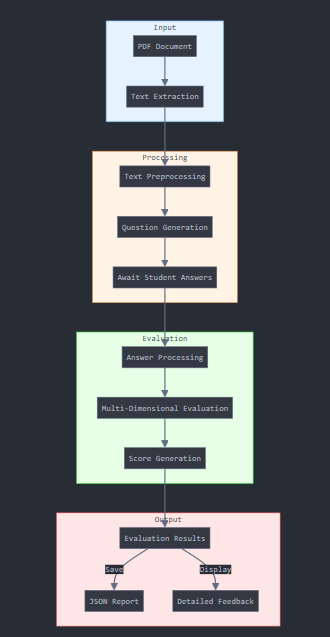 Input
PDF Document
Text Extraction
Processing
Text Preprocessing
Question Generation
Await Student Answers
Evaluation
Answer Processing
Multi-Dimensional Evaluation
Score Generation
Output
Evaluation Results
Save
Display
JSON Report
Detailed Feedback